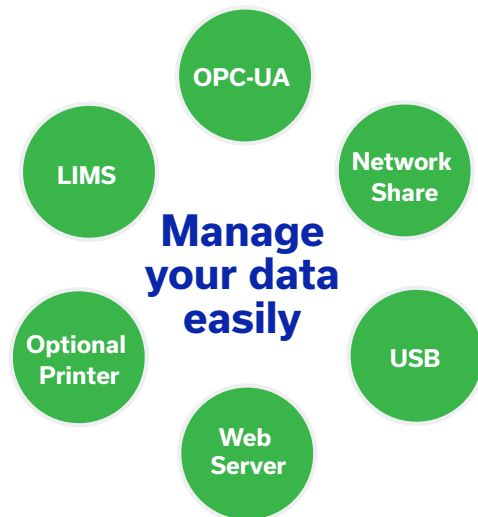 OPC-UA
Network
Share
USB
Web
Server
Optional
Printer
LIMS
Manage
your data
easily